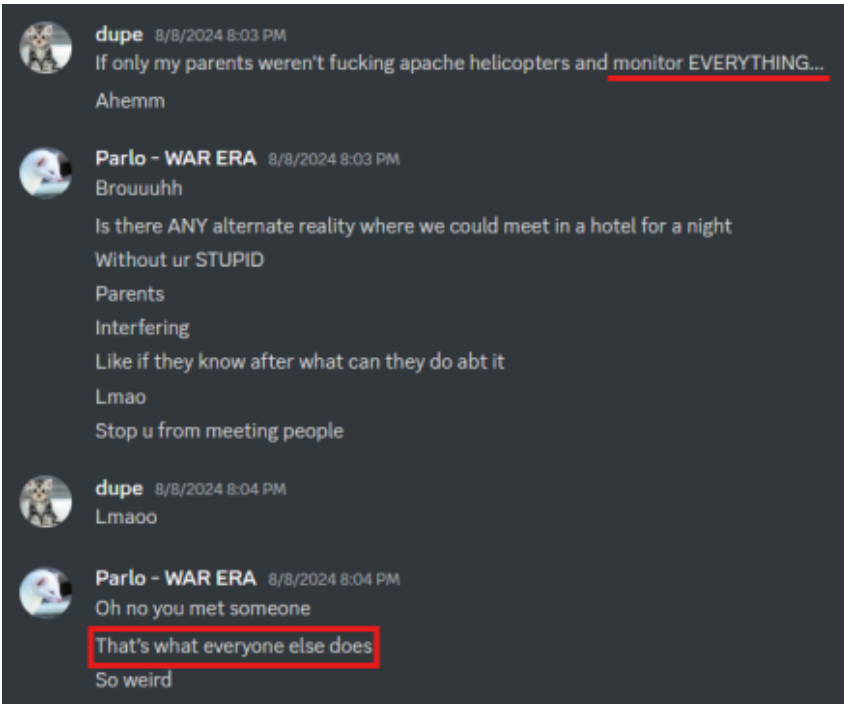 dupe 8/8/2024 8:03 PM
If only my parents weren't fucking apache helicopters and monitor EVERYTHING...
Ahemm
Parlo - WAR ERA 8/8/2024 8:03 PM
Brouuuhh
Is there ANY alternate reality where we could meet in a hotel for a night
Without ur STUPID
Parents
Interfering
Like if they know after what can they do abt it
Lmao
Stop u from meeting people
dupe 8/8/2024 8:04 PM
Lmaoo
Parlo - WAR ERA 8/8/2024 8:04 PM
Oh no you met someone
That's what everyone else does
So weird